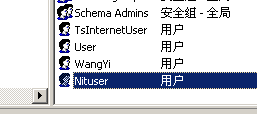 Schema Admins 安全组 - 全局
TsInternetUser 用户
User 用户
WangYi 用户
Nituser 用户